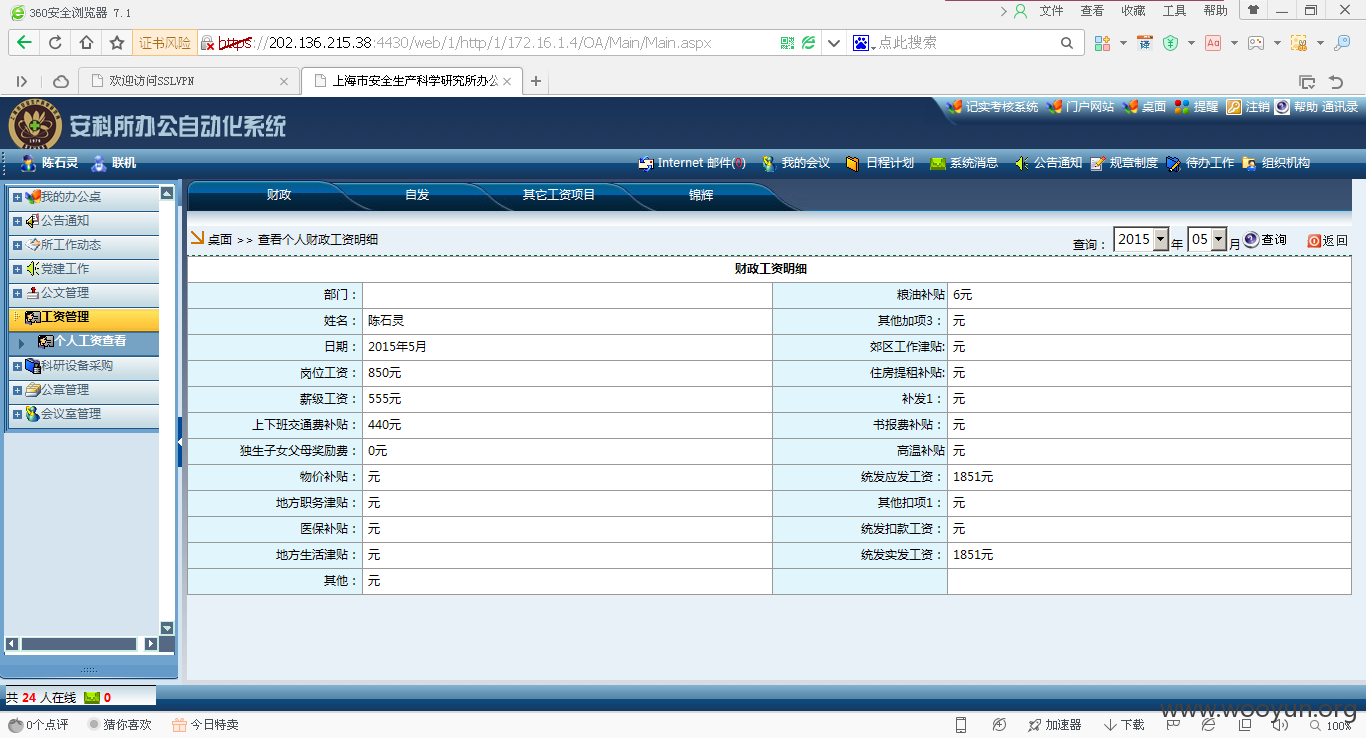 360安全浏览器 7.1
文件 查看 收藏 工具 帮助
证书风险 https://202.136.215.38:4430/web/1/http/1/172.16.1.4/OA/Main/Main.aspx 点此搜索
欢迎访问SSLVPN 上海市安全生产科学研究所办公
安科所办公自动化系统
记实考核系统 门户网站 桌面 提醒 注销 帮助 通讯录
陈石灵 联机
Internet 邮件(0) 我的会议 日程计划 系统消息 公告通知 规章制度 待办工作 组织机构
我的办公桌
公告通知
所工作动态
党建工作
公文管理
工资管理
个人工资查看
科研设备采购
公章管理
会议室管理
财政 自发 其它工资项目 锦辉
桌面 >> 查看个人财政工资明细
查询： 2015 年 05 月 查询 返回
财政工资明细
部门： 粮油补贴 6元
姓名： 陈石灵 其他加项3： 元
日期： 2015年5月 郊区工作津贴: 元
岗位工资： 850元 住房提租补贴: 元
薪级工资： 555元 补发1： 元
上下班交通费补贴： 440元 书报费补贴： 元
独生子女父母奖励费： 0元 高温补贴 元
物价补贴： 元 统发应发工资： 1851元
地方职务津贴： 元 其他扣项1： 元
医保补贴： 元 统发扣款工资： 元
地方生活津贴： 元 统发实发工资： 1851元
其他： 元
共 24 人在线 0
0个点评 猜你喜欢 今日特卖
加速器 下载 100%
www.wooyun.org